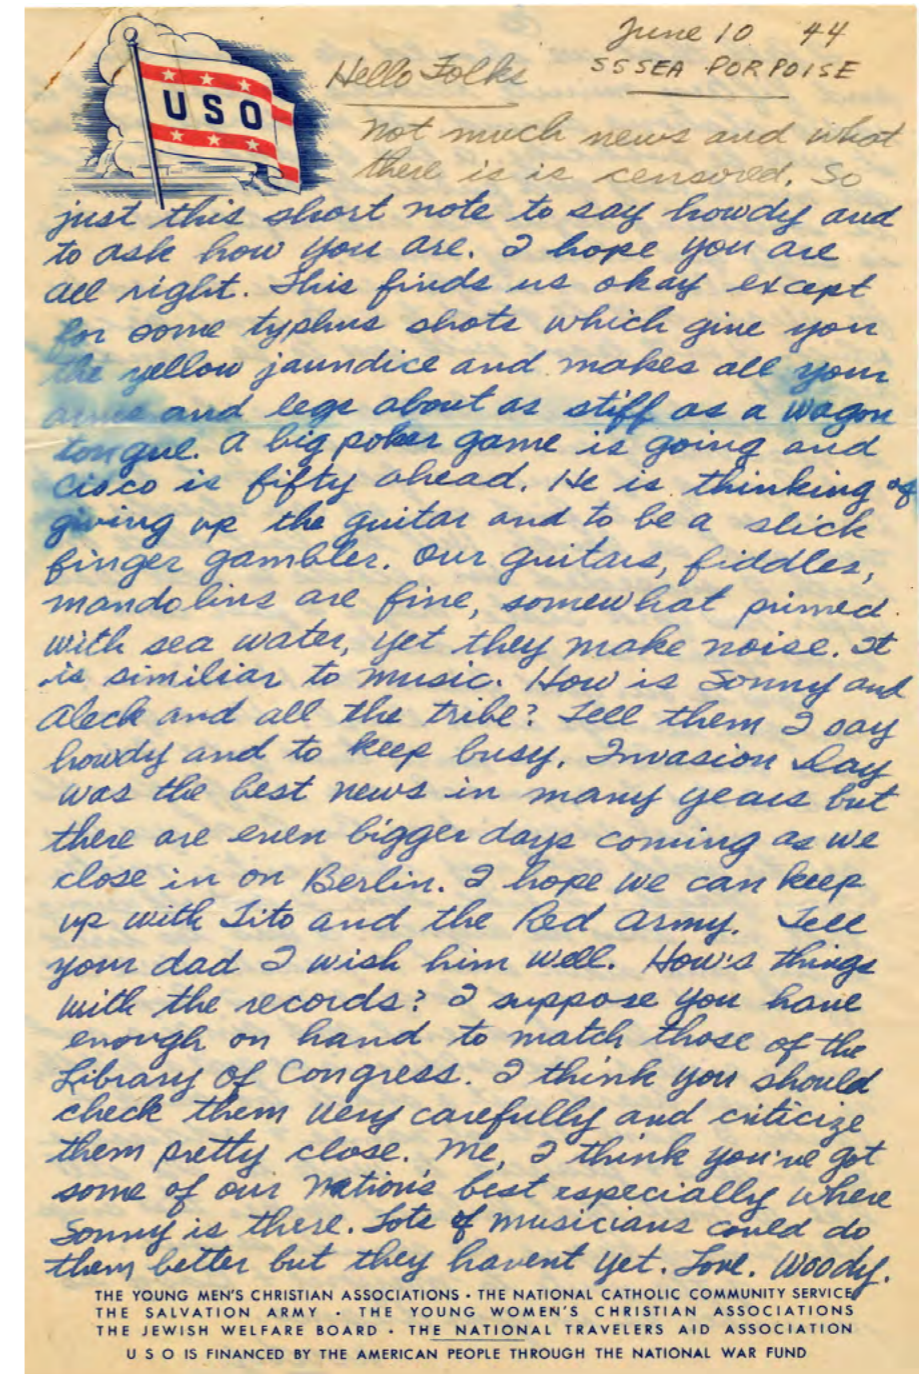 June 10 44
USO
Hello Folks
SS SEA PORPOISE
Not much news and what
there is is censored. So
just this short note to say howdy and
to ask how you are. I hope you are
all right. This finds us okay except
for some typhus shots which give you
the yellow jaundice and makes all your
arms and legs about as stiff as a wagon
tongue. A big poker game is going and
Cisco is fifty ahead. He is thinking of
giving up the guitar and to be a slick
finger gambler. Our guitars, fiddles,
mandolins are fine, somewhat primed
with sea water, yet they make noise. It
is similiar to music. How is Sonny and
Aleck and all the tribe? Tell them I say
howdy and to keep busy. Invasion Day
was the best news in many years but
there are even bigger days coming as we
close in on Berlin. I hope we can keep
up with Tito and the Red Army. Tell
your dad I wish him well. How's things
with the records? I suppose you have
enough on hand to match those of the
Library of Congress. I think you should
check them very carefully and criticize
them pretty close. Me, I think you've got
some of our Nation's best especially where
Sonny is there. Lots of musicians could do
them better but they havent yet. Love. Woody.
THE YOUNG MEN'S CHRISTIAN ASSOCIATIONS · THE NATIONAL CATHOLIC COMMUNITY SERVICE
THE SALVATION ARMY · THE YOUNG WOMEN'S CHRISTIAN ASSOCIATIONS
THE JEWISH WELFARE BOARD · THE NATIONAL TRAVELERS AID ASSOCIATION
USO IS FINANCED BY THE AMERICAN PEOPLE THROUGH THE NATIONAL WAR FUND